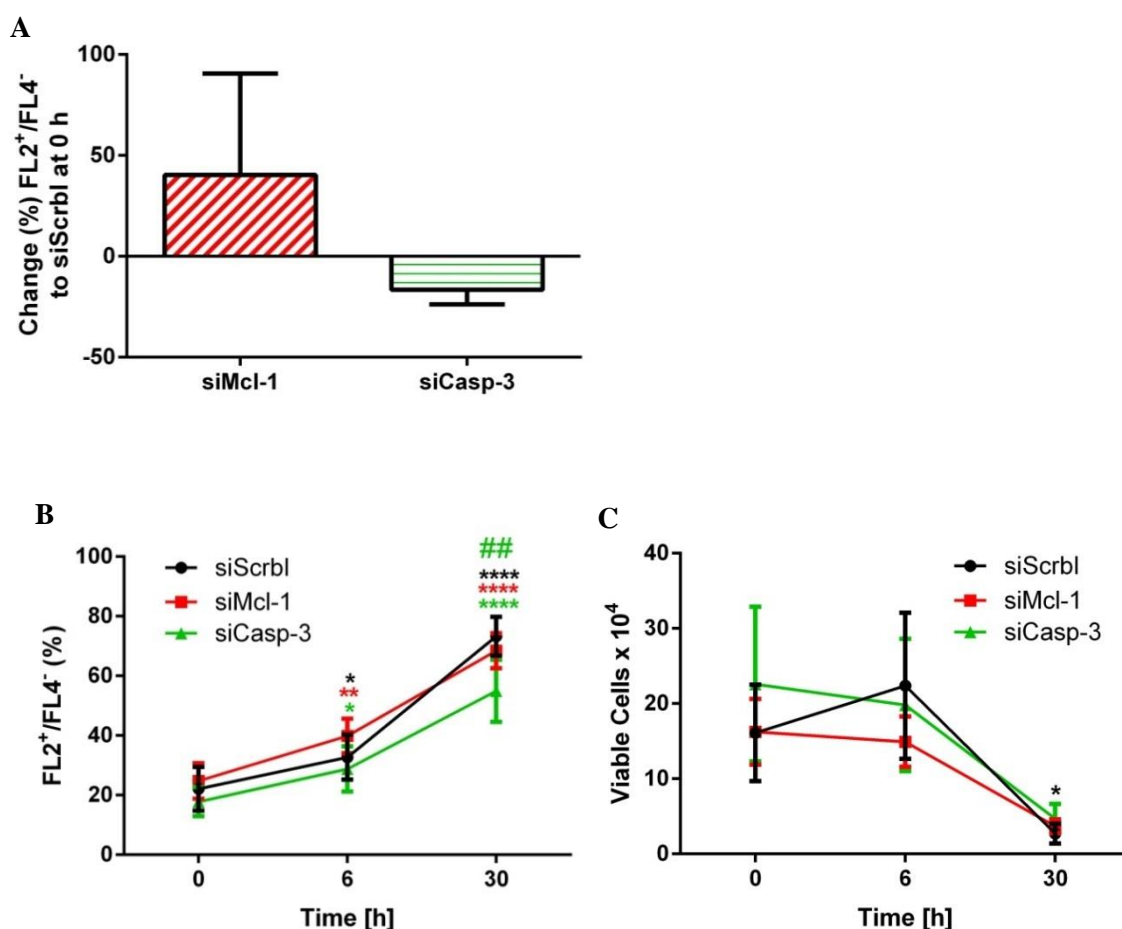 A
Change (%) FL2⁺/FL4⁻
to siScrbl at 0 h
100
50
0
-50
siMcl-1
siCasp-3
B
FL2⁺/FL4⁻ (%)
100
80
60
40
20
0
siScrbl
siMcl-1
siCasp-3
*
**
*
##
****
****
****
0
6
30
Time [h]
C
Viable Cells x 10⁴
40
30
20
10
0
siScrbl
siMcl-1
siCasp-3
*
0
6
30
Time [h]